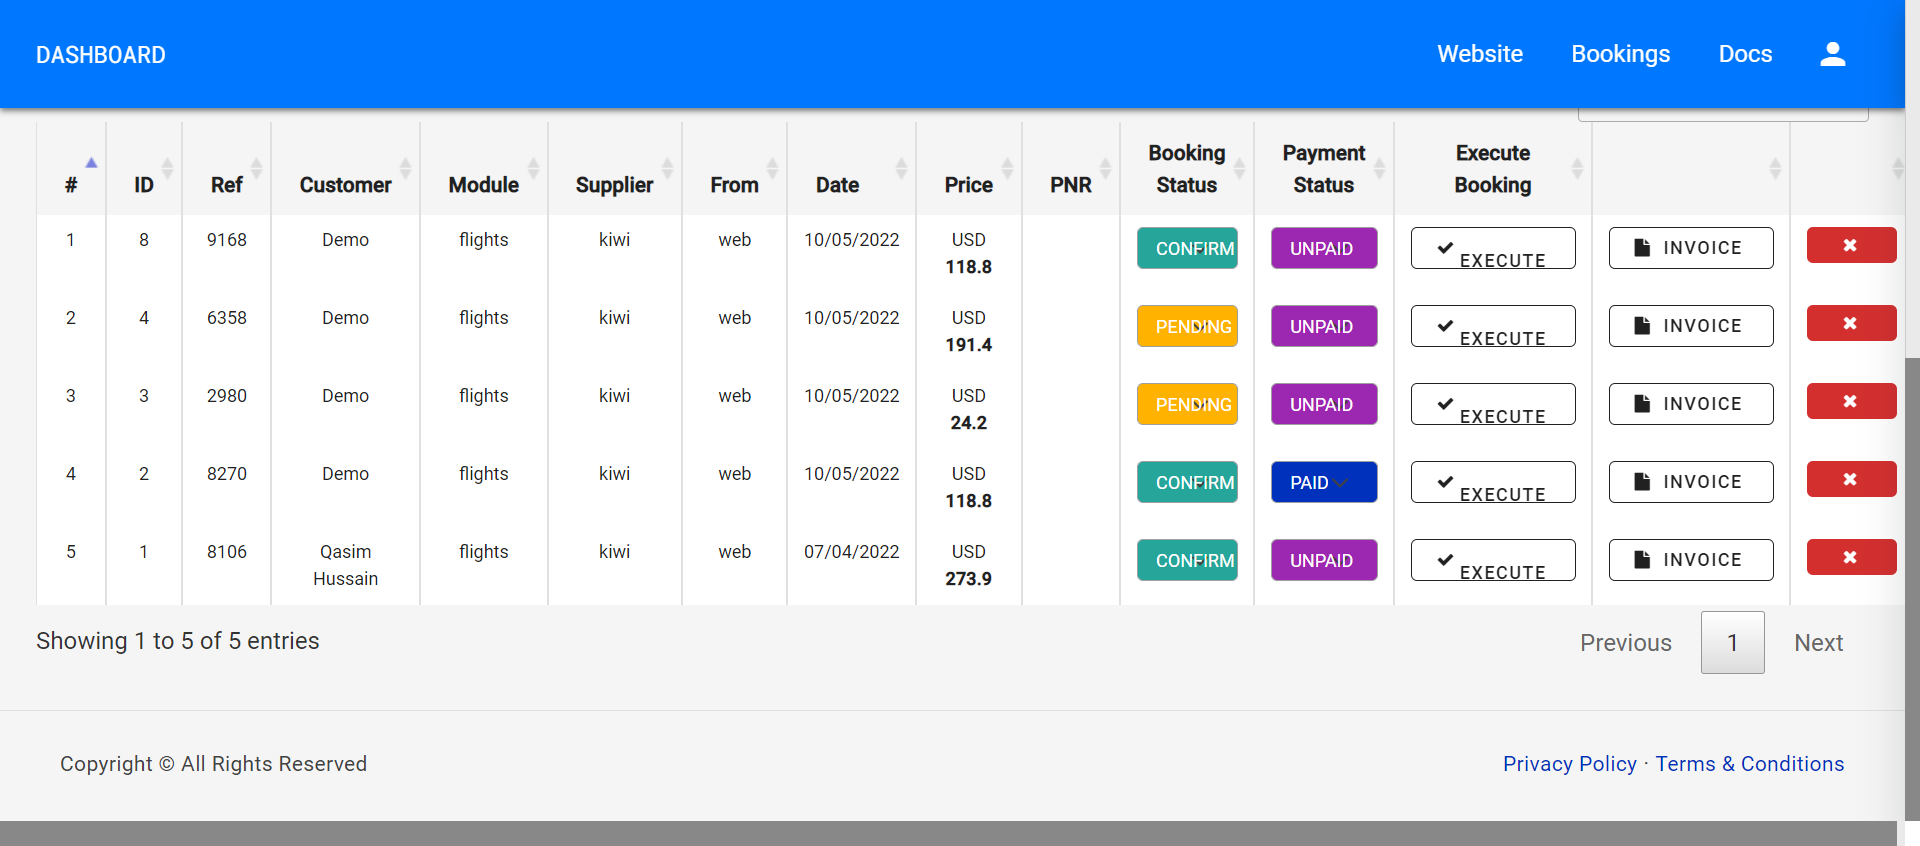 DASHBOARD Website Bookings Docs
# ID Ref Customer Module Supplier From Date Price PNR Booking Status Payment Status Execute Booking
1 8 9168 Demo flights kiwi web 10/05/2022 USD 118.8 CONFIRM UNPAID EXECUTE INVOICE
2 4 6358 Demo flights kiwi web 10/05/2022 USD 191.4 PENDING UNPAID EXECUTE INVOICE
3 3 2980 Demo flights kiwi web 10/05/2022 USD 24.2 PENDING UNPAID EXECUTE INVOICE
4 2 8270 Demo flights kiwi web 10/05/2022 USD 118.8 CONFIRM PAID EXECUTE INVOICE
5 1 8106 Qasim Hussain flights kiwi web 07/04/2022 USD 273.9 CONFIRM UNPAID EXECUTE INVOICE
Showing 1 to 5 of 5 entries Previous 1 Next
Copyright © All Rights Reserved Privacy Policy · Terms & Conditions